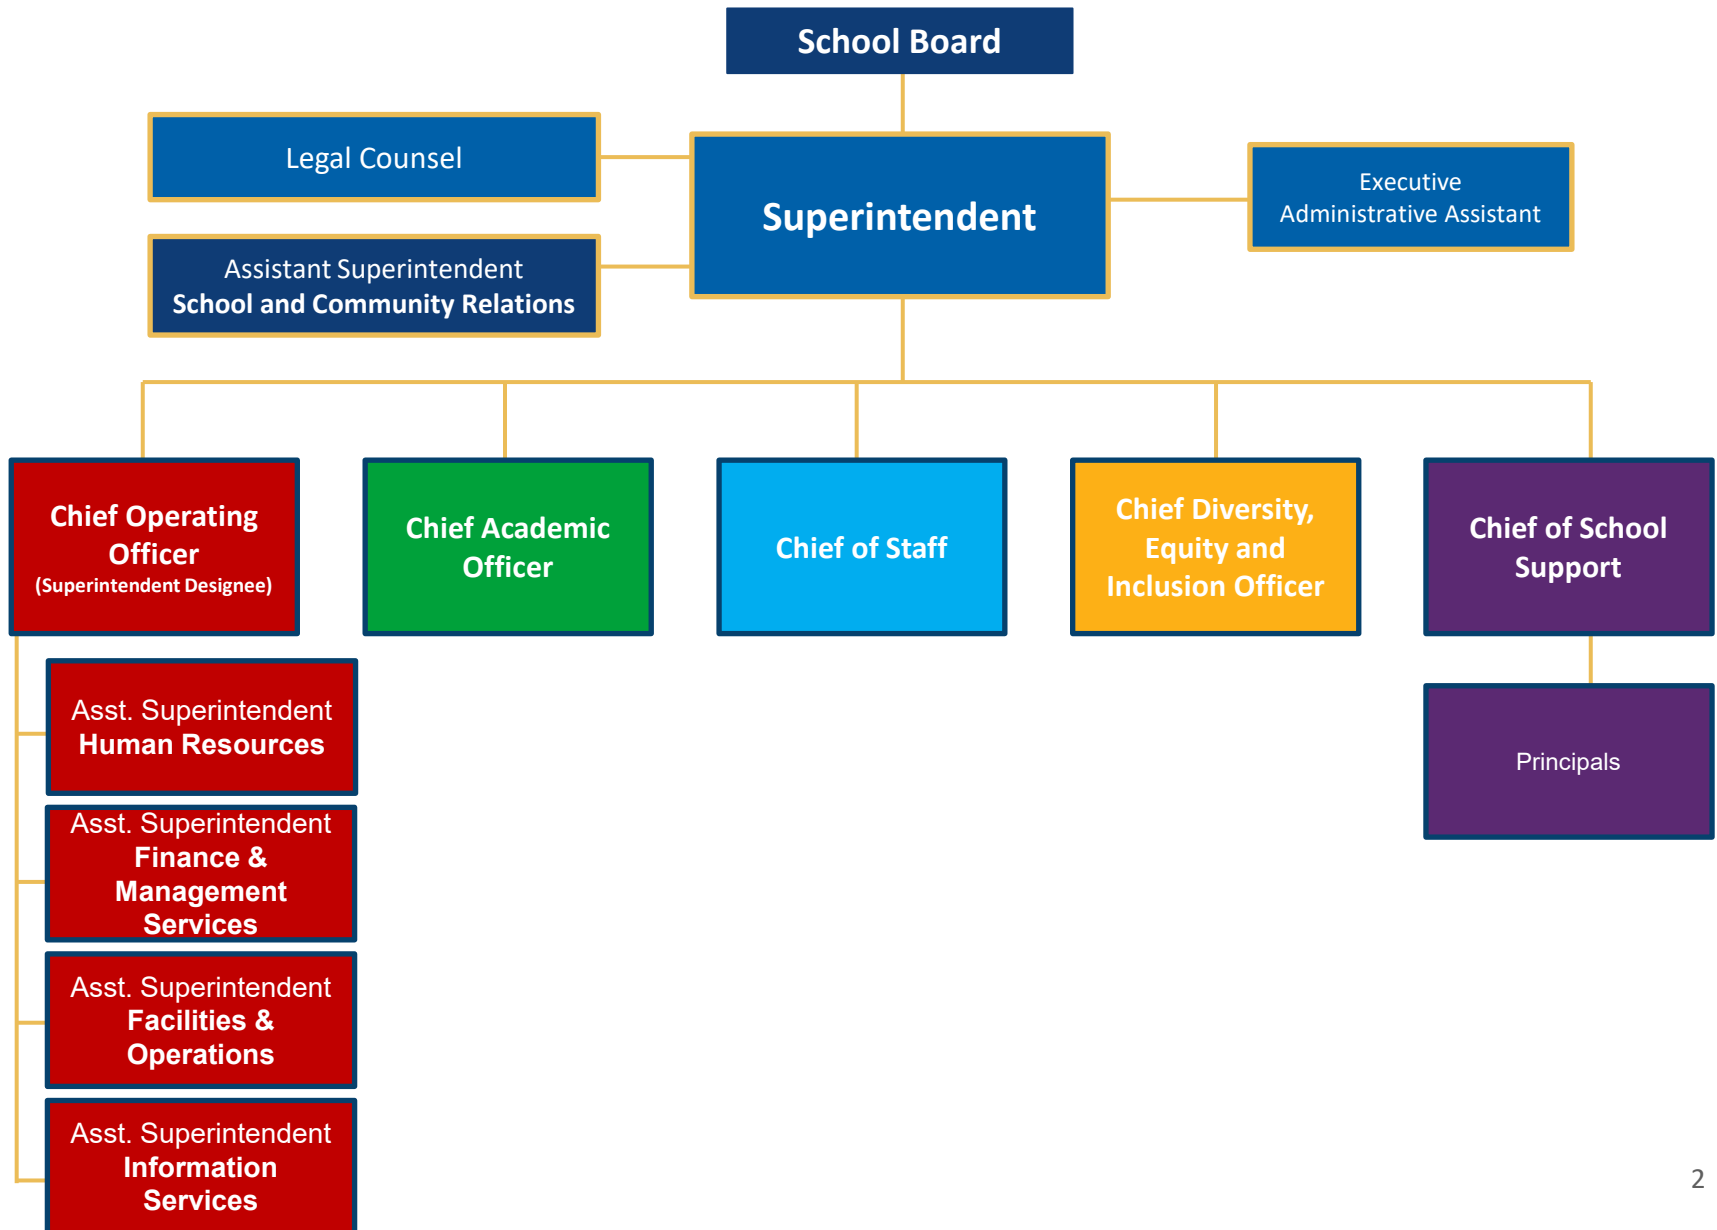 School Board
Legal Counsel
Superintendent
Executive
Administrative Assistant
Assistant Superintendent
School and Community Relations
Chief Operating
Officer
(Superintendent Designee)
Chief Academic
Officer
Chief of Staff
Chief Diversity,
Equity and
Inclusion Officer
Chief of School
Support
Asst. Superintendent
Human Resources
Principals
Asst. Superintendent
Finance &
Management
Services
Asst. Superintendent
Facilities &
Operations
Asst. Superintendent
Information
Services
2